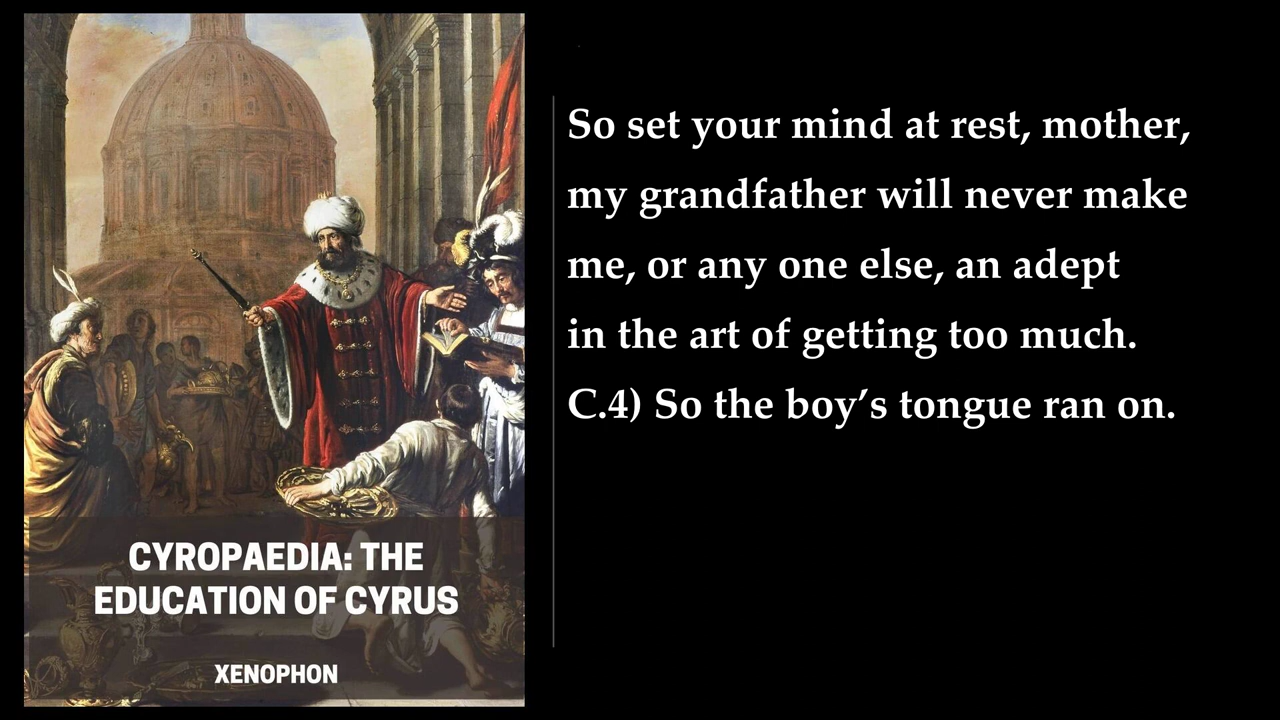 CYROPAEDIA: THE
EDUCATION OF CYRUS
XENOPHON
So set your mind at rest, mother,
my grandfather will never make
me, or any one else, an adept
in the art of getting too much.
C.4) So the boy’s tongue ran on.